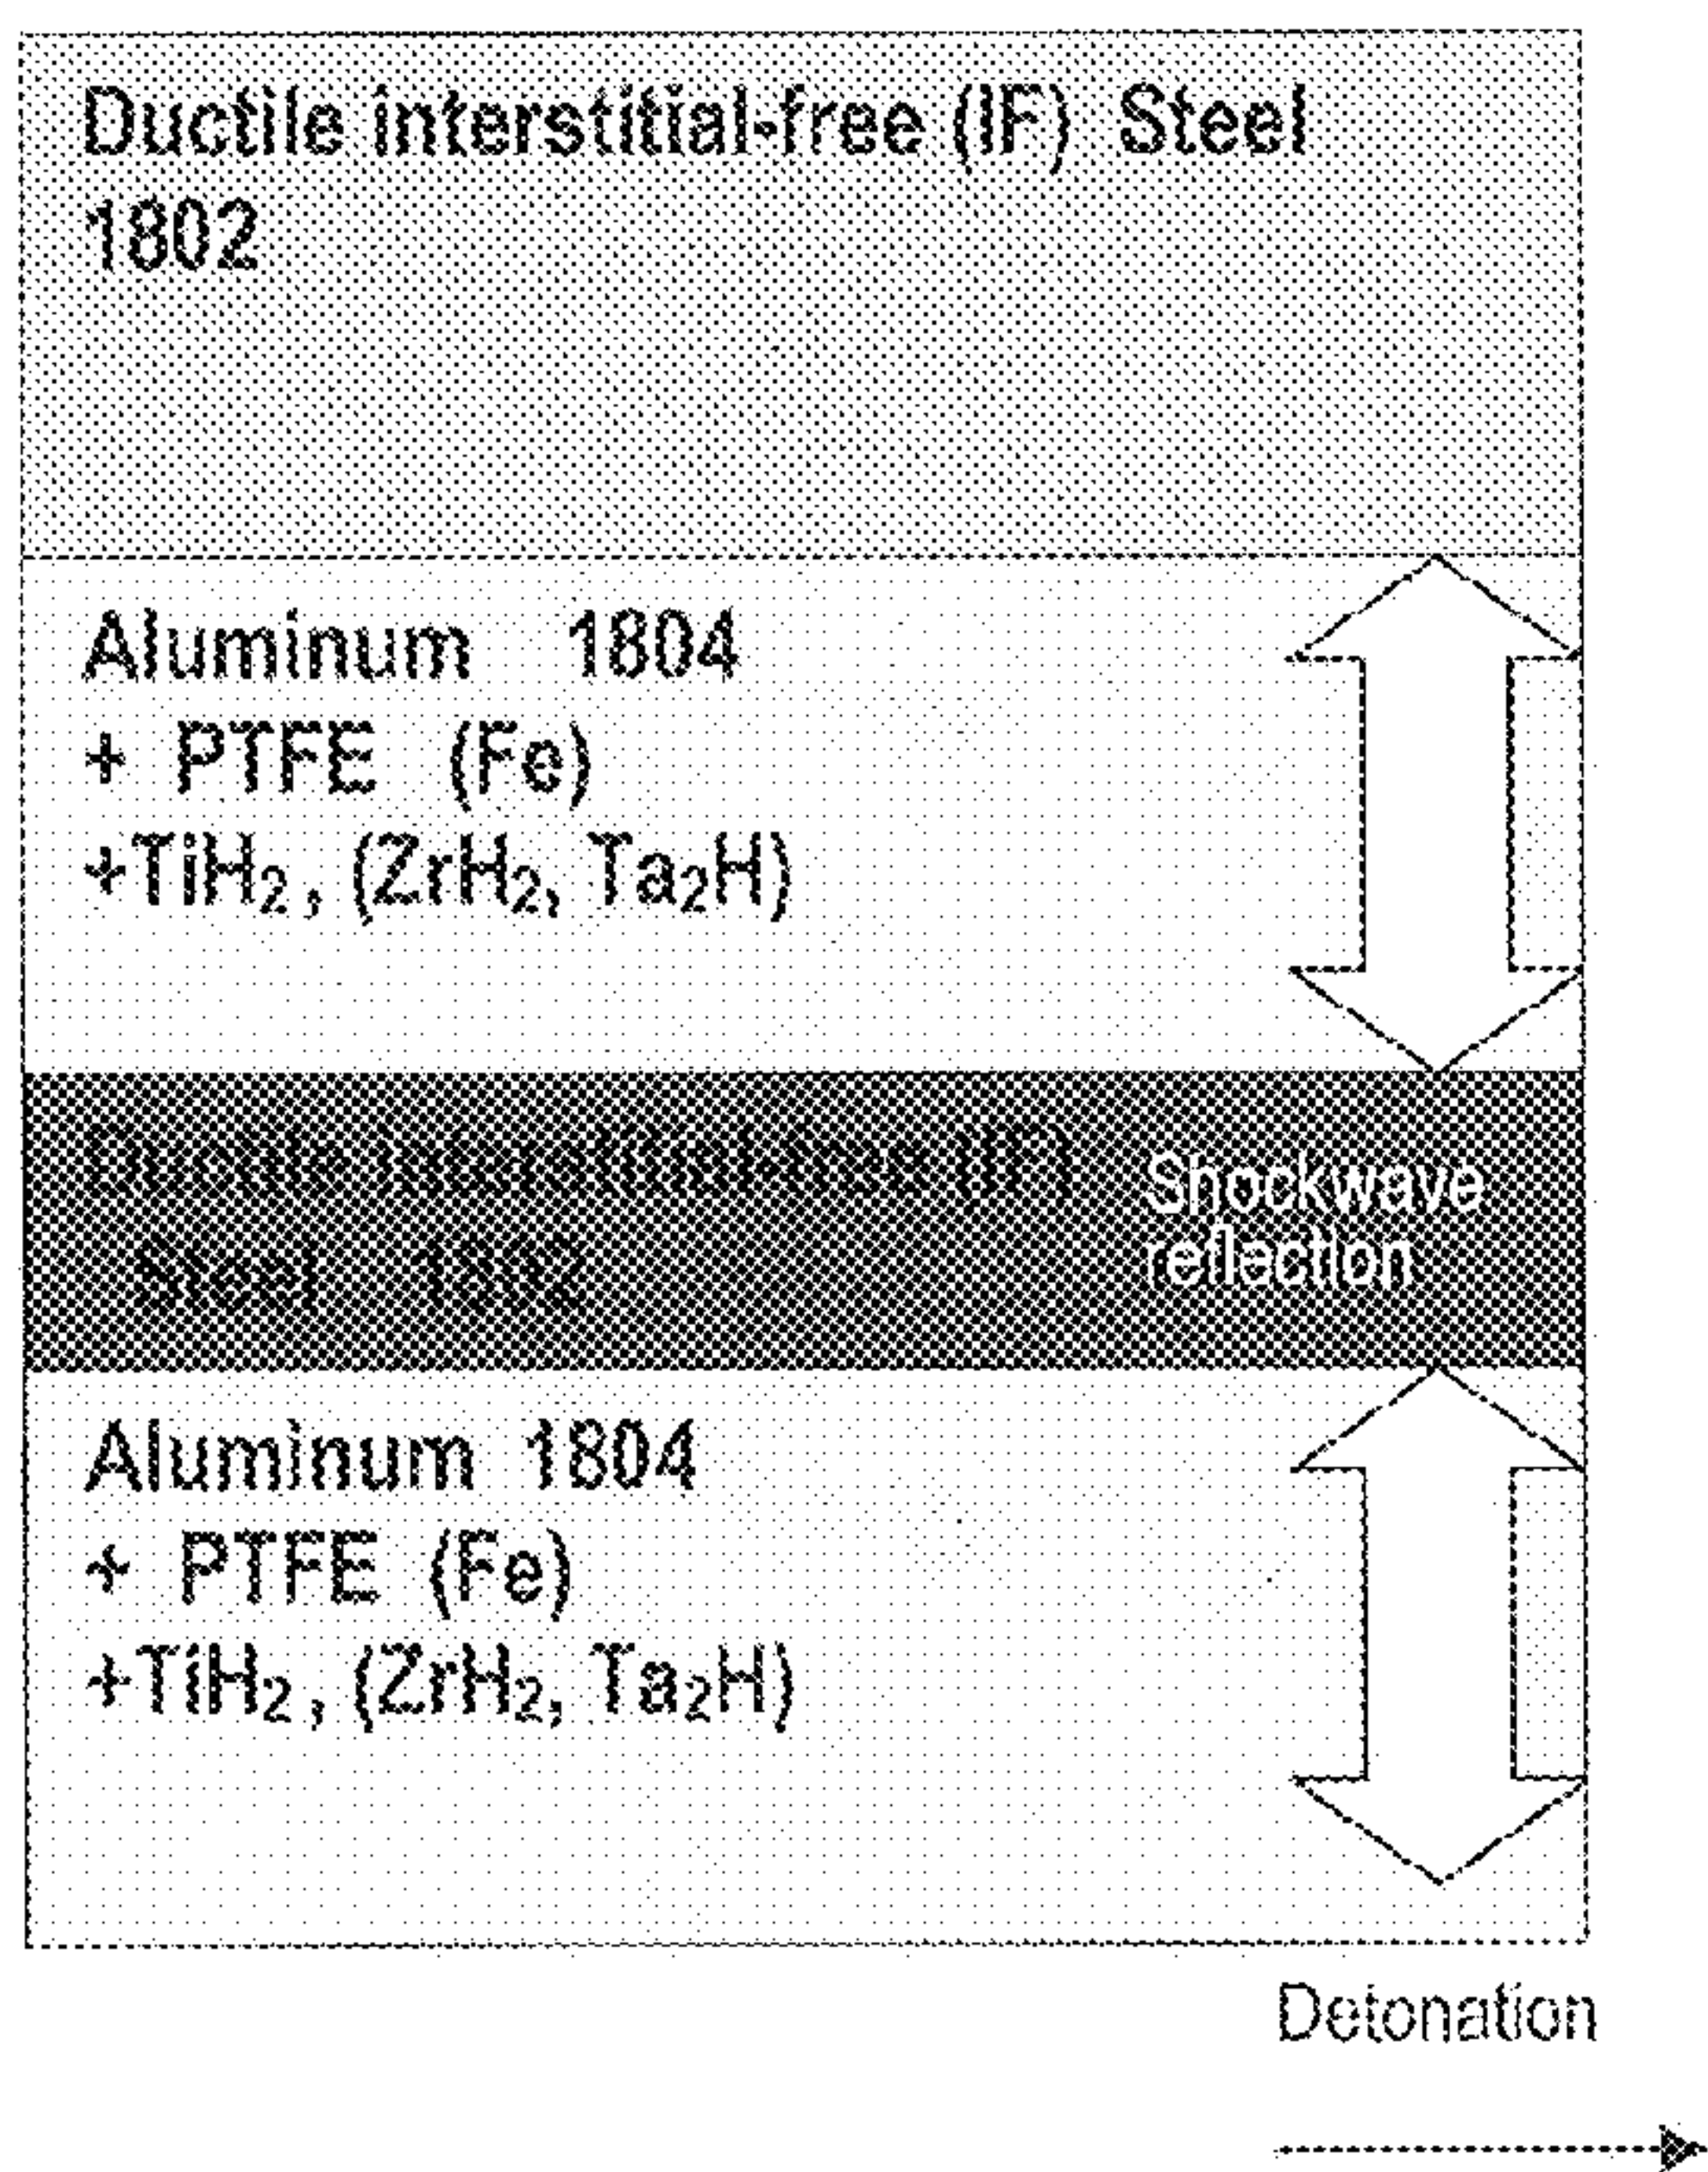 Ductile interstitial-free (IF) Steel
1802
Aluminum 1804
+ PTFE (Fe)
+TiH₂, (ZrH₂, Ta₂H)
Ductile interstitial-free (IF)
Steel 1802
Shockwave
reflection
Aluminum 1804
+ PTFE (Fe)
+TiH₂, (ZrH₂, Ta₂H)
Detonation